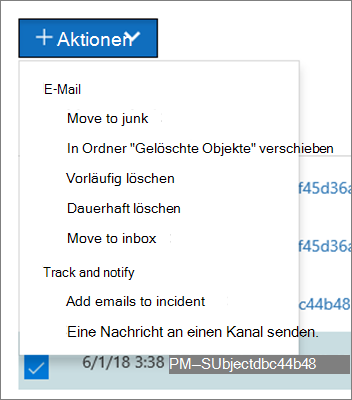 + Aktionen
E-Mail
Move to junk
In Ordner "Gelöschte Objekte" verschieben
Vorläufig löschen
f45d36a
Dauerhaft löschen
Move to inbox
f45d36a
Track and notify
Add emails to incident
c44b48
Eine Nachricht an einen Kanal senden.
6/1/18 3:38 PM–SUbjectdbc44b48